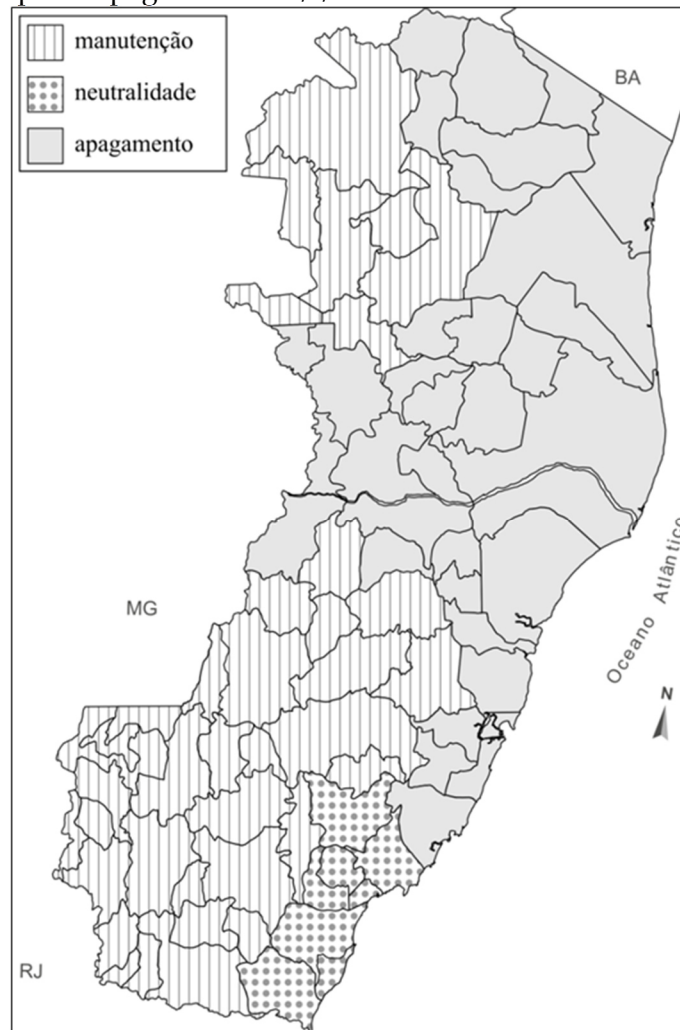 manutenção
neutralidade
apagamento
BA
MG
Oceano Atlântico
N
RJ